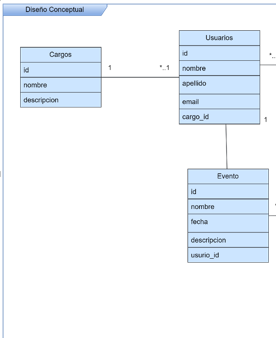 Diseño Conceptual
Usuarios
id
nombre
apellido
email
cargo_id
Cargos
id
nombre
descripcion
1
*..1
*..
1
Evento
id
nombre
fecha
descripcion
usurio_id